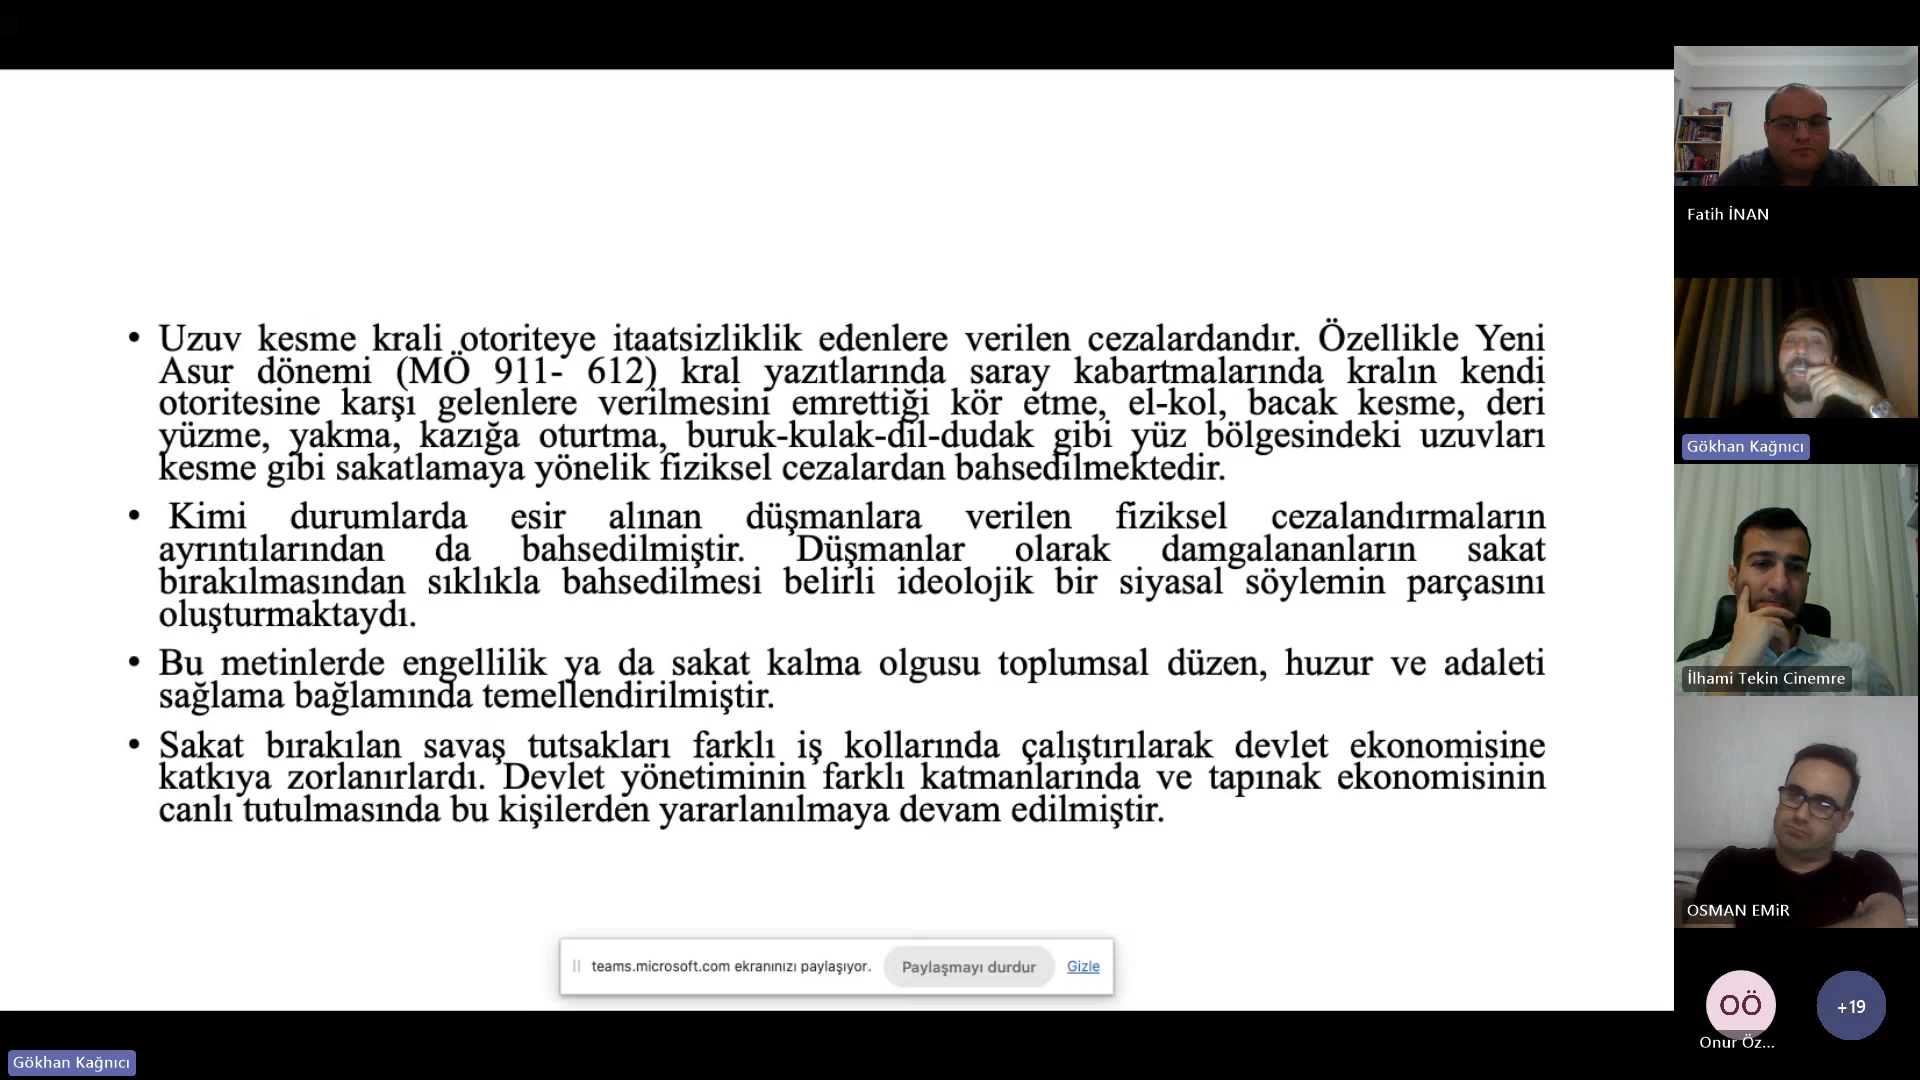 • Uzuv kesme krali otoriteye itaatsizliklik edenlere verilen cezalardandır. Özellikle Yeni
Asur dönemi (MÖ 911- 612) kral yazıtlarında saray kabartmalarında kralın kendi
otoritesine karşı gelenlere verilmesini emrettiği kör etme, el-kol, bacak kesme, deri
yüzme, yakma, kazığa oturtma, buruk-kulak-dil-dudak gibi yüz bölgesindeki uzuvları
kesme gibi sakatlamaya yönelik fiziksel cezalardan bahsedilmektedir.
• Kimi durumlarda esir alınan düşmanlara verilen fiziksel cezalandırmaların
ayrıntılarından da bahsedilmiştir. Düşmanlar olarak damgalananların sakat
bırakılmasından sıklıkla bahsedilmesi belirli ideolojik bir siyasal söylemin parçasını
oluşturmaktaydı.
• Bu metinlerde engellilik ya da sakat kalma olgusu toplumsal düzen, huzur ve adaleti
sağlama bağlamında temellendirilmiştir.
• Sakat bırakılan savaş tutsakları farklı iş kollarında çalıştırılarak devlet ekonomisine
katkıya zorlanırlardı. Devlet yönetiminin farklı katmanlarında ve tapınak ekonomisinin
canlı tutulmasında bu kişilerden yararlanılmaya devam edilmiştir.
teams.microsoft.com ekranınızı paylaşıyor. Paylaşmayı durdur Gizle
Gökhan Kağnıcı
Fatih İNAN
Gökhan Kağnıcı
İlhami Tekin Cinemre
OSMAN EMiR
OÖ +19
Onur Öz...